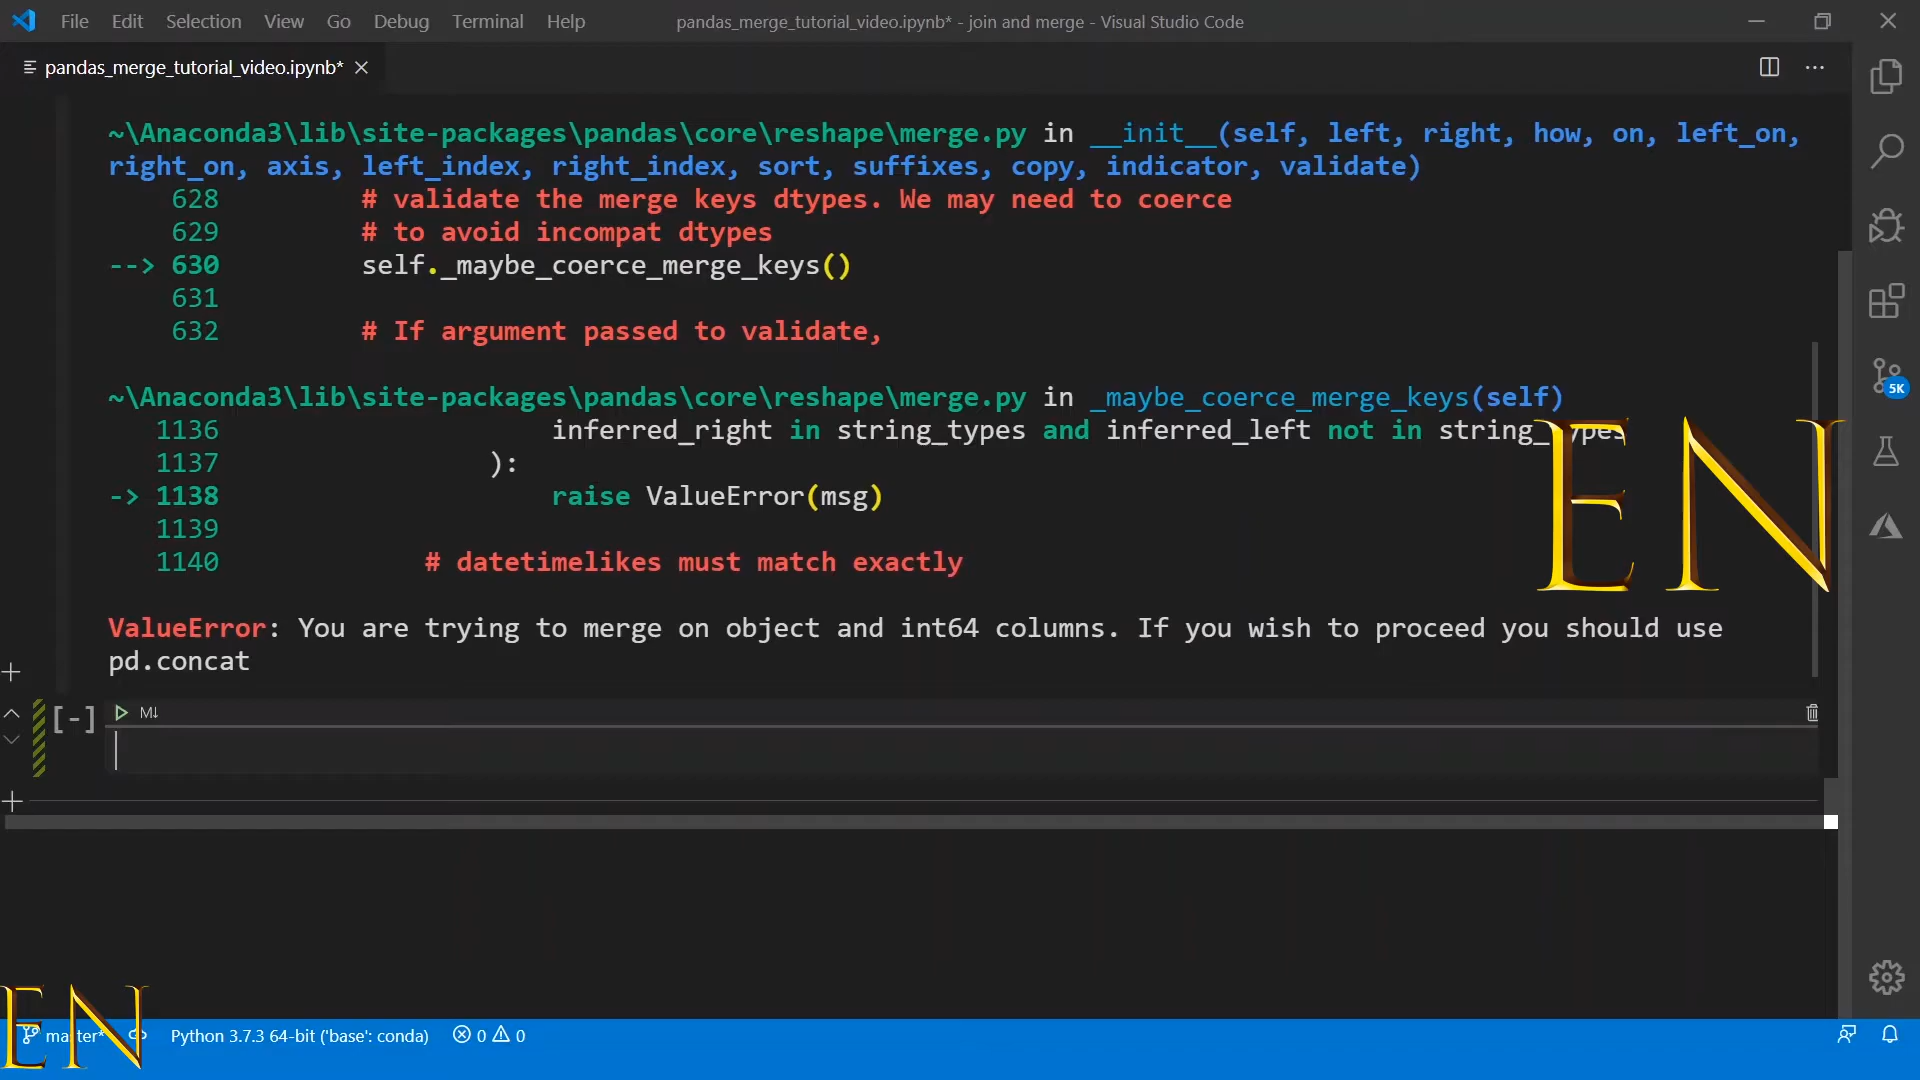 File Edit Selection View Go Debug Terminal Help pandas_merge_tutorial_video.ipynb* - join and merge - Visual Studio Code
pandas_merge_tutorial_video.ipynb*
~\Anaconda3\lib\site-packages\pandas\core\reshape\merge.py in __init__(self, left, right, how, on, left_on,
right_on, axis, left_index, right_index, sort, suffixes, copy, indicator, validate)
628 # validate the merge keys dtypes. We may need to coerce
629 # to avoid incompat dtypes
--> 630 self._maybe_coerce_merge_keys()
631
632 # If argument passed to validate,
~\Anaconda3\lib\site-packages\pandas\core\reshape\merge.py in _maybe_coerce_merge_keys(self)
5K
1136 inferred_right in string_types and inferred_left not in string_types
1137 ):
-> 1138 raise ValueError(msg)
1139
1140 # datetimelikes must match exactly
EN
ValueError: You are trying to merge on object and int64 columns. If you wish to proceed you should use
pd.concat
[-] M↓
EN
master* Python 3.7.3 64-bit ('base': conda) 0 0